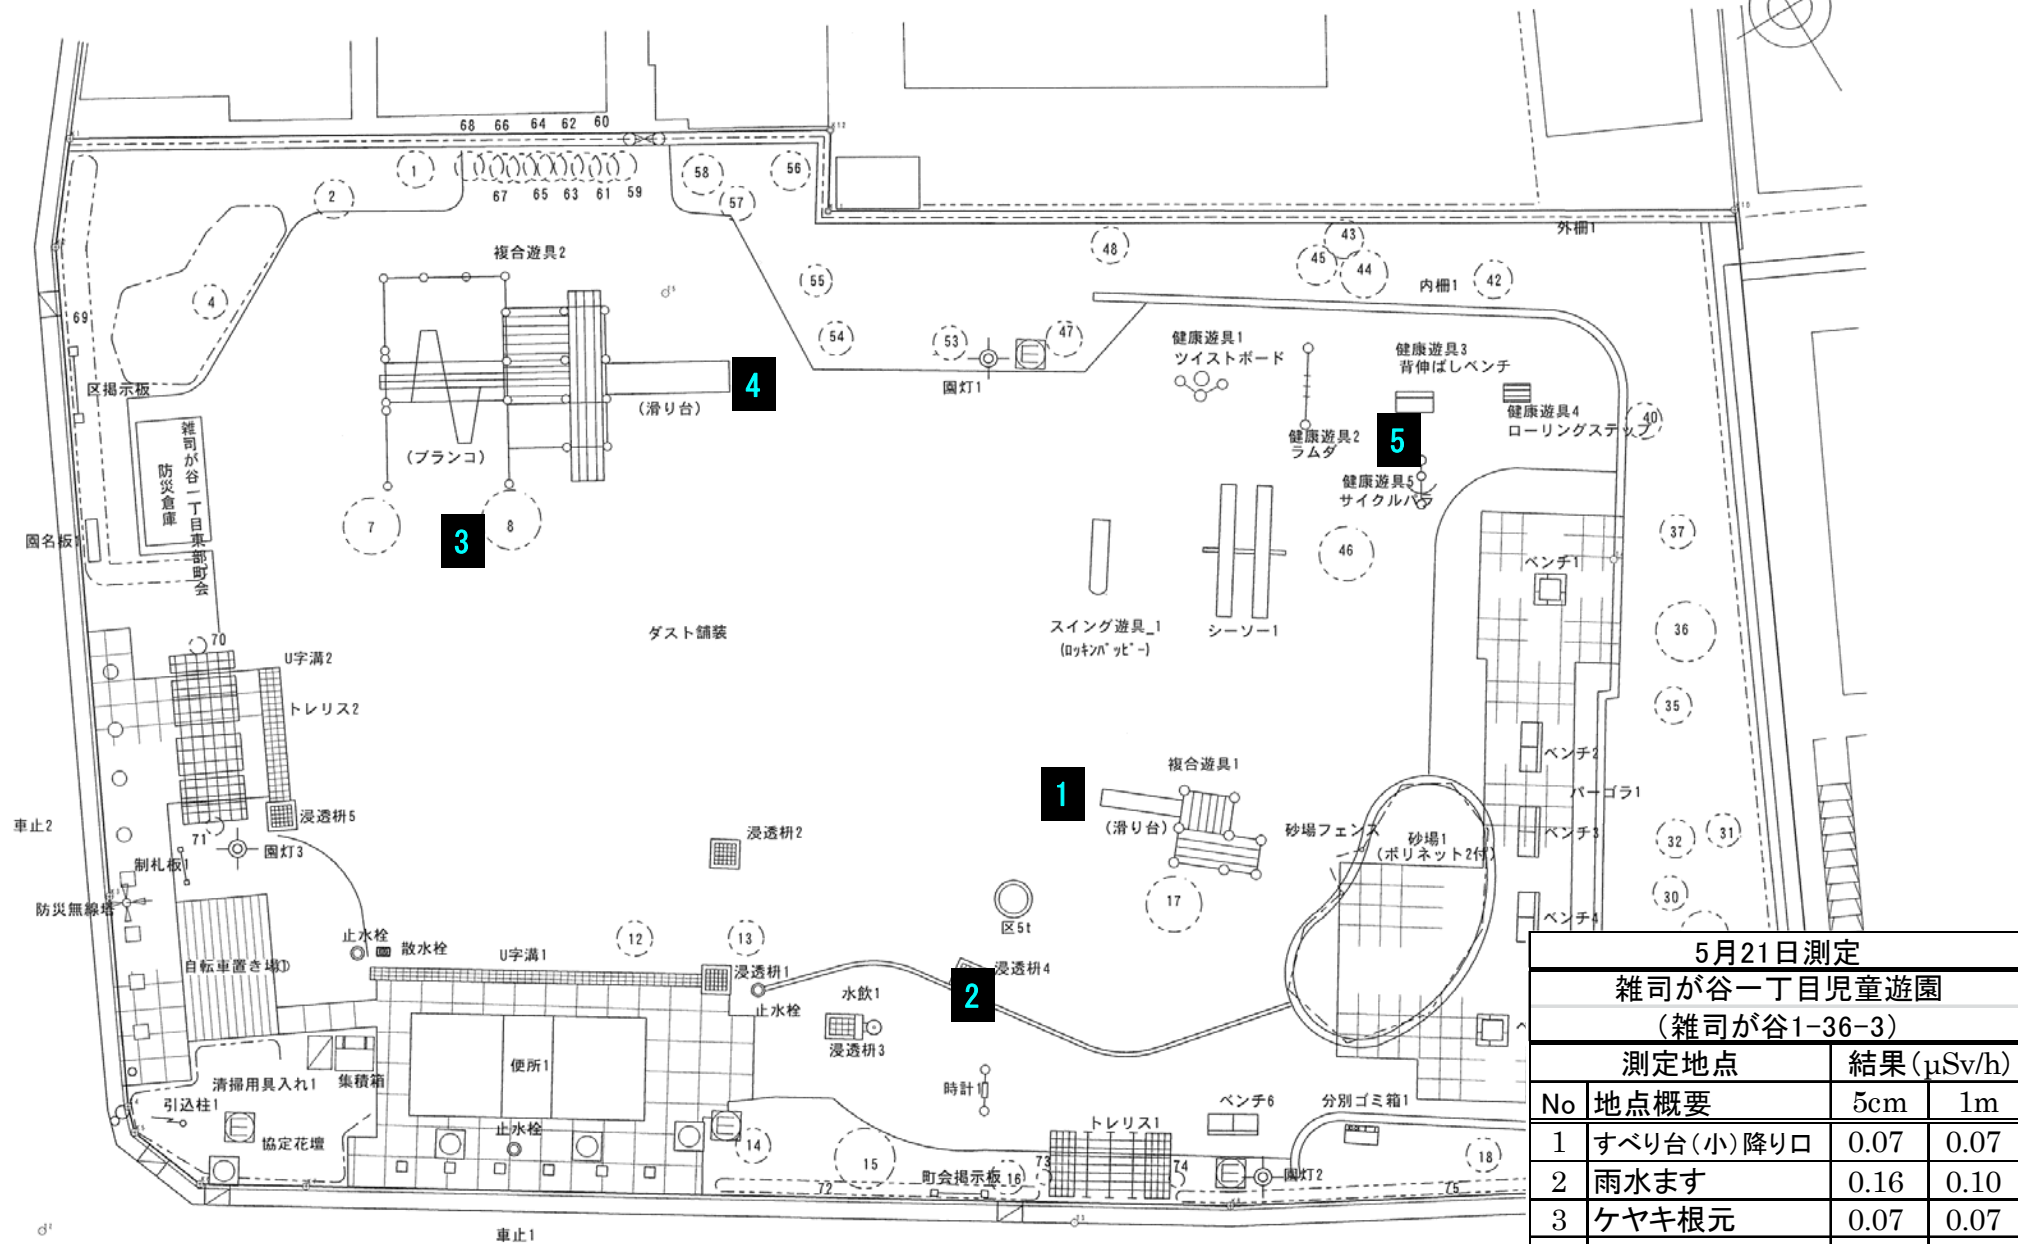 68 66 64 62 60
67 65 63 61 59
1
2
58
57
56
複合遊具2
4
69
区掲示板
雑司が谷一丁目東部町会
防災倉庫
園名板1
(ブランコ)
(滑り台)
4
7
3
8
55
54
53
園灯1
47
48
45
43
44
42
外柵1
内柵1
健康遊具1
ツイストボード
健康遊具2
ラムダ
健康遊具3
背伸ばしベンチ
健康遊具4
ローリングステップ
40
5
健康遊具5
サイクルパラ
46
37
36
35
ベンチ1
ダスト舗装
スイング遊具_1
(ロッキンパッピー)
シーソー1
70
U字溝2
トレリス2
浸透枡5
71
園灯3
車止2
制札板1
防災無線塔
自転車置き場①
止水栓
散水栓
U字溝1
浸透枡2
12
13
浸透枡1
止水栓
1
複合遊具1
(滑り台)
17
区5t
浸透枡4
2
水飲1
浸透枡3
砂場フェンス
砂場1
(ポリネット2付)
ベンチ2
パーゴラ1
ベンチ3
ベンチ4
32
31
30
清掃用具入れ1
集積箱
引込柱1
協定花壇
便所1
止水栓
時計1
ベンチ6
分別ゴミ箱1
トレリス1
14
15
16
町会掲示板
72
73
74
園灯2
75
18
車止1
5月21日測定
雑司が谷一丁目児童遊園
（雑司が谷1-36-3）
測定地点 結果（μSv/h）
No 地点概要 5cm 1m
1 すべり台（小）降り口 0.07 0.07
2 雨水ます 0.16 0.10
3 ケヤキ根元 0.07 0.07